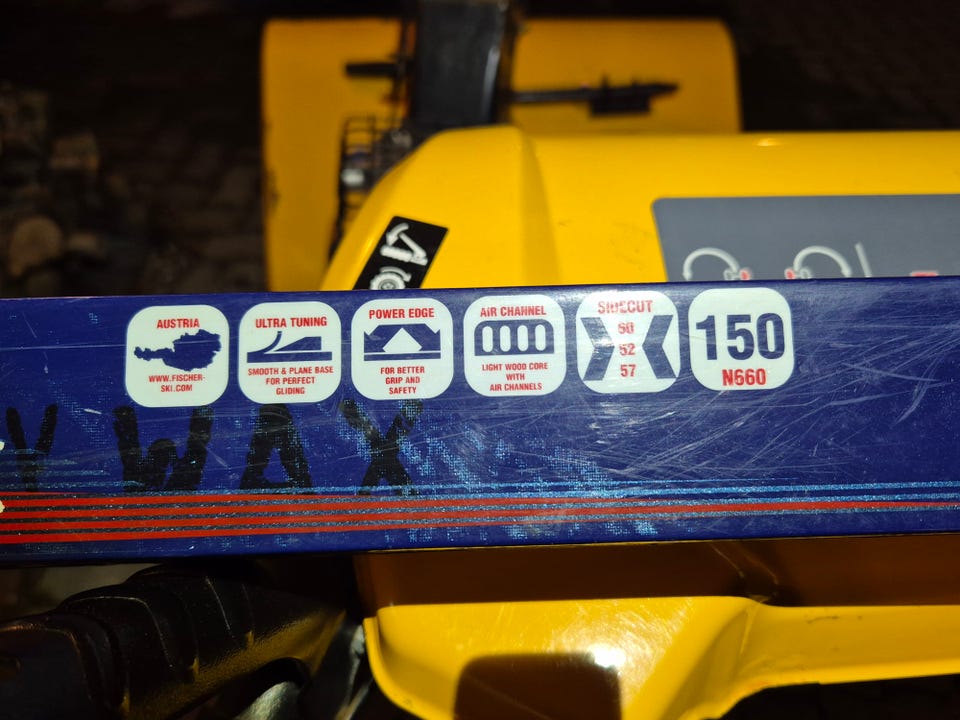 AUSTRIA
WWW.FISCHER-
SKI.COM
ULTRA TUNING
SMOOTH & PLANE BASE
FOR PERFECT
GLIDING
POWER EDGE
FOR BETTER
GRIP AND
SAFETY
AIR CHANNEL
LIGHT WOOD CORE
WITH
AIR CHANNELS
SIDECUT
60
52
57
150
N660
Y WAX